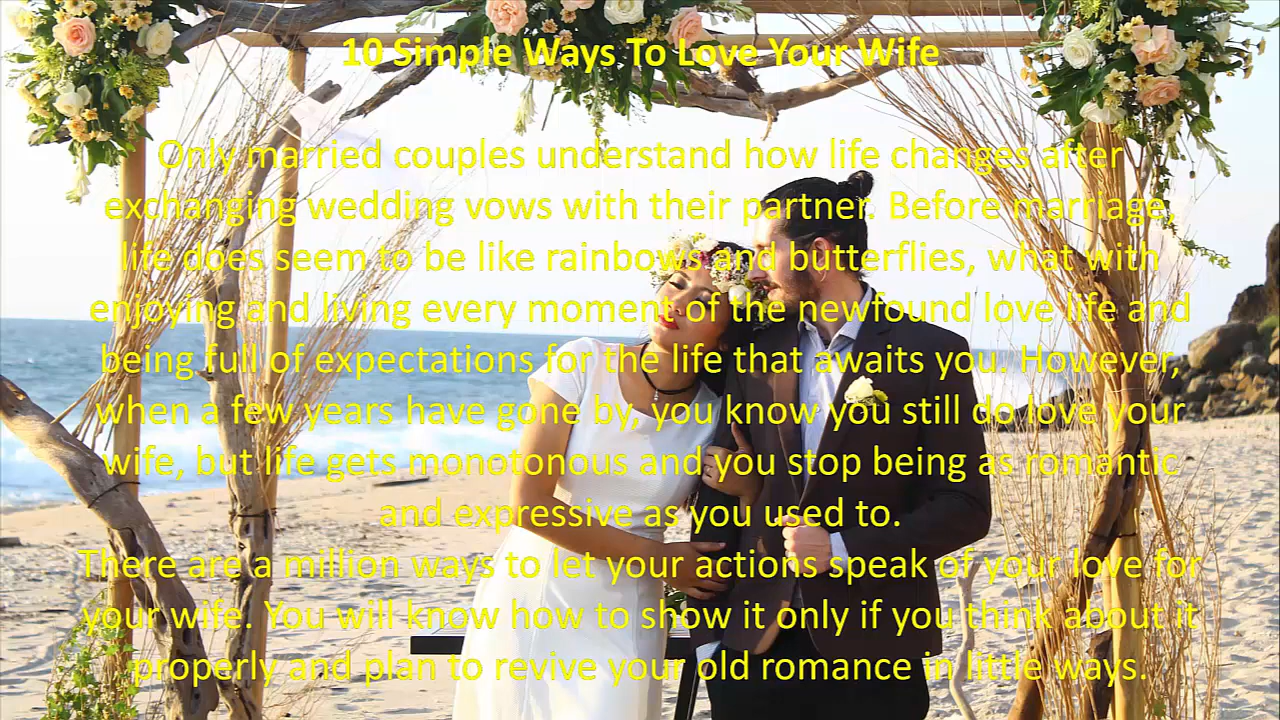 10 Simple Ways To Love Your Wife
Only married couples understand how life changes after
exchanging wedding vows with their partner. Before marriage,
life does seem to be like rainbows and butterflies, what with
enjoying and living every moment of the newfound love life and
being full of expectations for the life that awaits you. However,
when a few years have gone by, you know you still do love your
wife, but life gets monotonous and you stop being as romantic
and expressive as you used to.
There are a million ways to let your actions speak of your love for
your wife. You will know how to show it only if you think about it
properly and plan to revive your old romance in little ways.